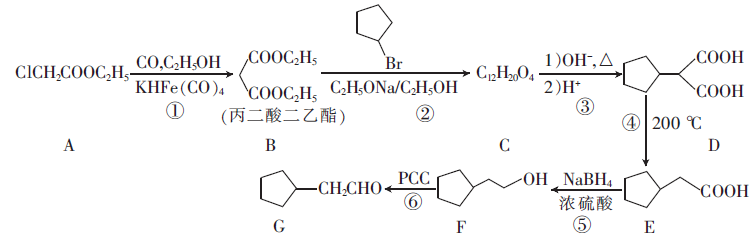 ClCH₂COOC₂H₅
A
CO,C₂H₅OH
KHFe(CO)₄
①
COOC₂H₅
COOC₂H₅
(丙二酸二乙酯)
B
Br
C₂H₅ONa/C₂H₅OH
②
C₁₂H₂₀O₄
C
1)OH⁻,△
2)H⁺
③
COOH
COOH
D
④ 200 ℃
COOH
E
NaBH₄
浓硫酸
⑤
OH
F
PCC
⑥
CH₂CHO
G